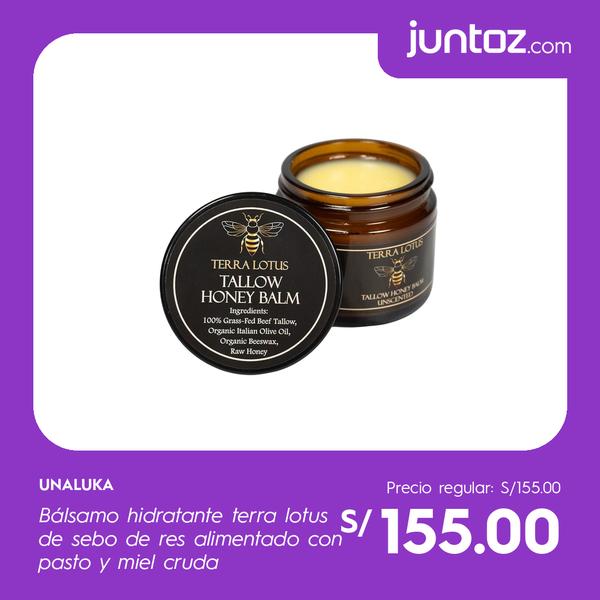 juntoz.com
TERRA LOTUS
TALLOW
HONEY BALM
Ingredients:
100% Grass-Fed Beef Tallow,
Organic Italian Olive Oil,
Organic Beeswax,
Raw Honey
TERRA LOTUS
TALLOW HONEY BALM
UNSCENTED
UNALUKA
Bálsamo hidratante terra lotus
de sebo de res alimentado con
pasto y miel cruda
Precio regular: S/155.00
S/ 155.00